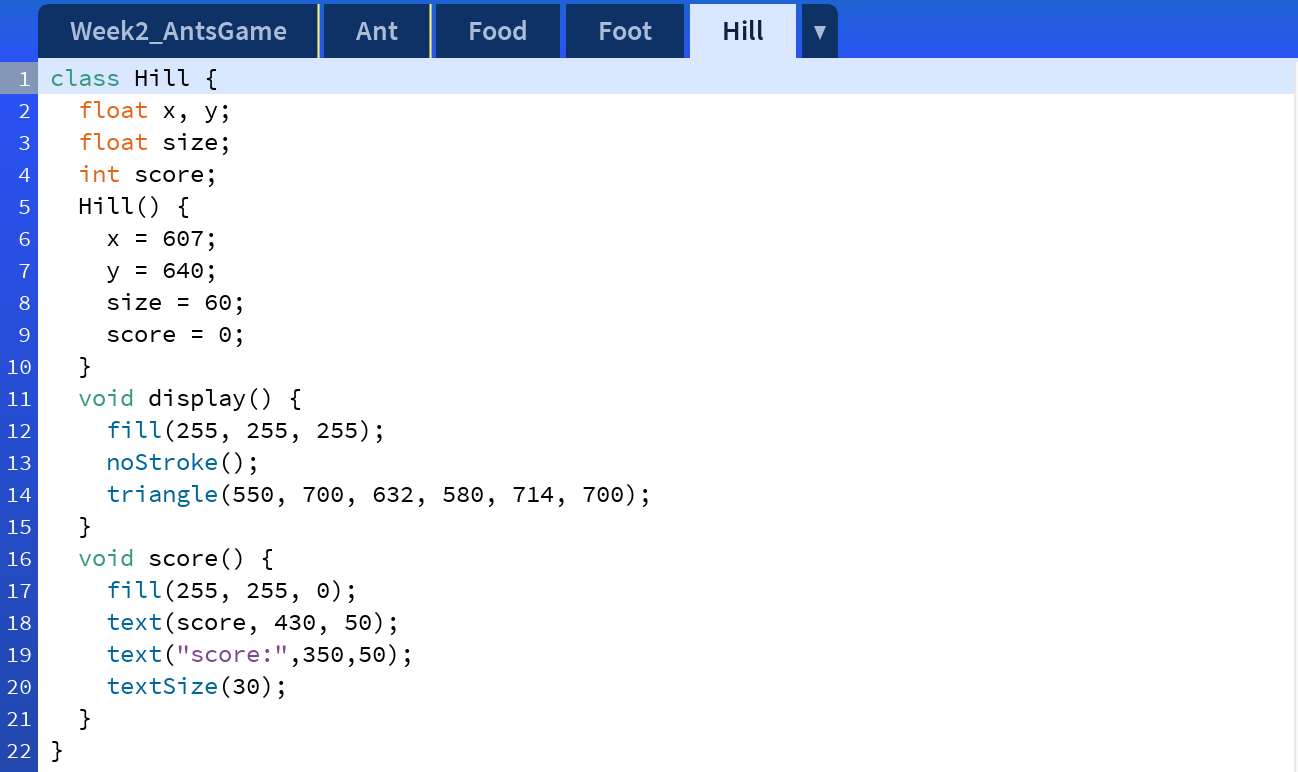 Week2_AntsGame Ant Food Foot Hill ▼
1 class Hill {
2   float x, y;
3   float size;
4   int score;
5   Hill() {
6     x = 607;
7     y = 640;
8     size = 60;
9     score = 0;
10   }
11   void display() {
12     fill(255, 255, 255);
13     noStroke();
14     triangle(550, 700, 632, 580, 714, 700);
15   }
16   void score() {
17     fill(255, 255, 0);
18     text(score, 430, 50);
19     text("score:",350,50);
20     textSize(30);
21   }
22 }